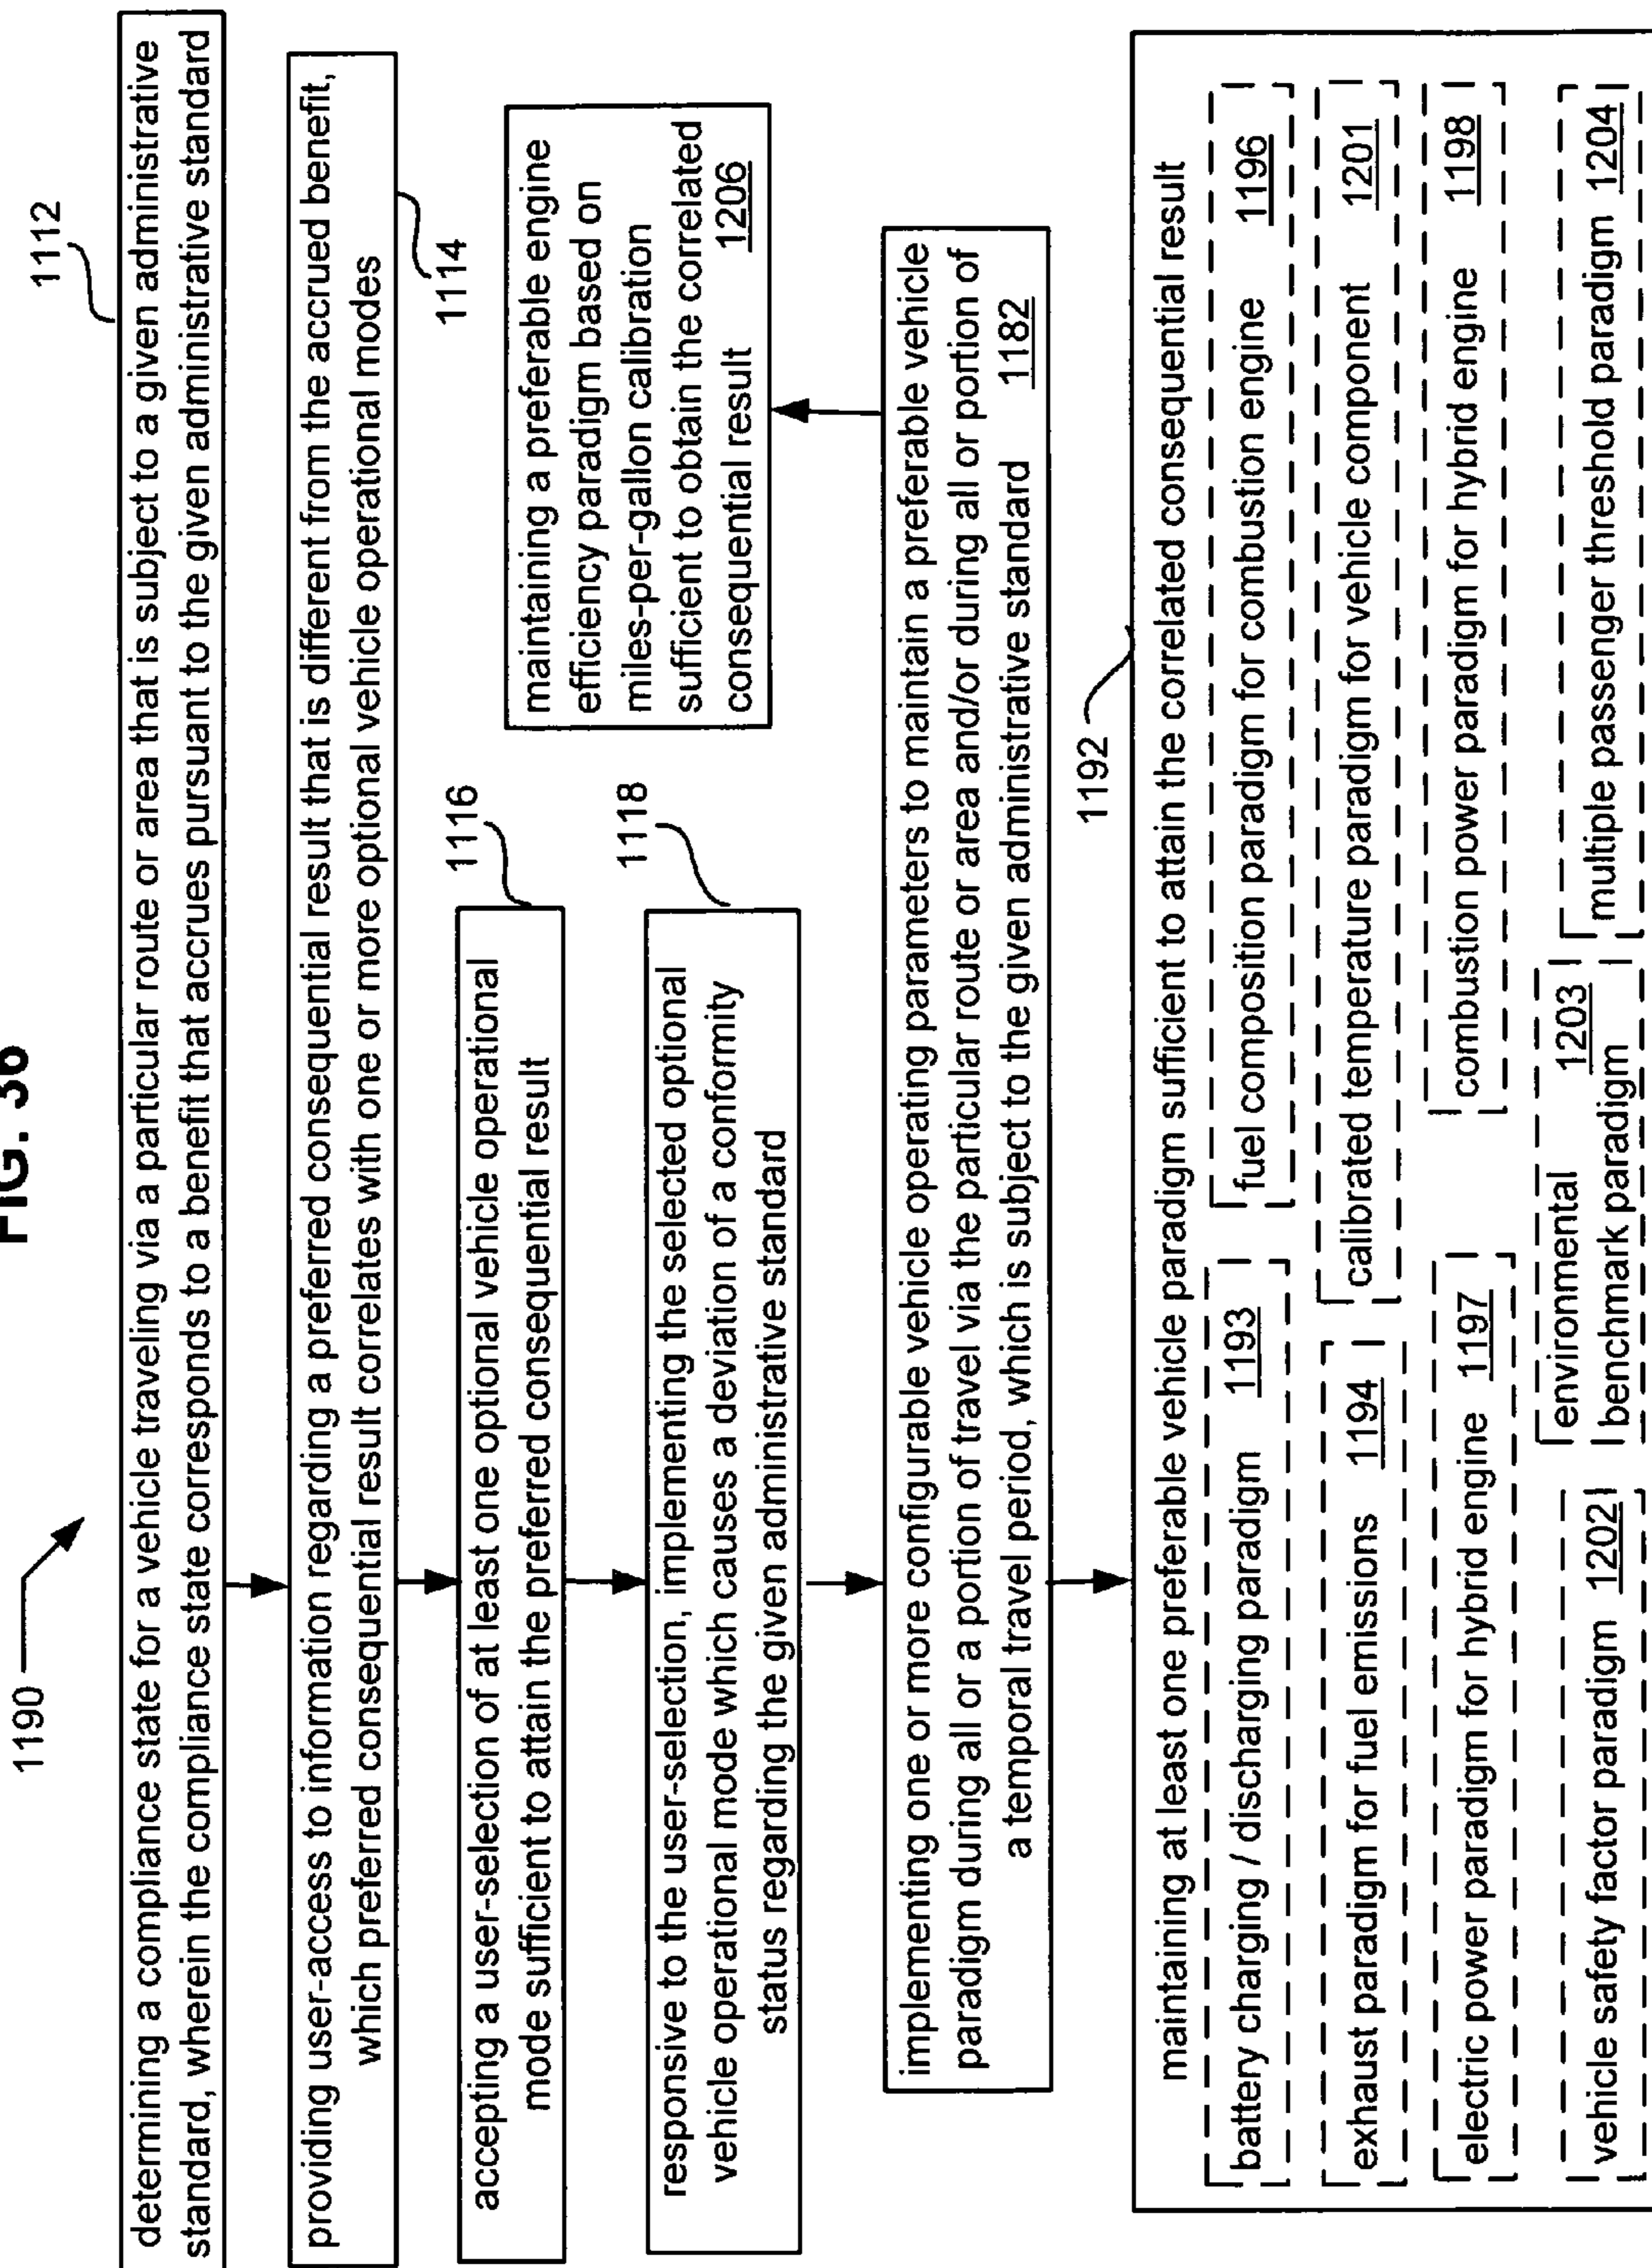 FIG. 36
1190
1112
determining a compliance state for a vehicle traveling via a particular route or area that is subject to a given administrative
standard, wherein the compliance state corresponds to a benefit that accrues pursuant to the given administrative standard
providing user-access to information regarding a preferred consequential result that is different from the accrued benefit,
which preferred consequential result correlates with one or more optional vehicle operational modes
1114
accepting a user-selection of at least one optional vehicle operational
mode sufficient to attain the preferred consequential result
1116
responsive to the user-selection, implementing the selected optional
vehicle operational mode which causes a deviation of a conformity
status regarding the given administrative standard
1118
maintaining a preferable engine
efficiency paradigm based on
miles-per-gallon calibration
sufficient to obtain the correlated
consequential result 1206
implementing one or more configurable vehicle operating parameters to maintain a preferable vehicle
paradigm during all or a portion of travel via the particular route or area and/or during all or portion of
a temporal travel period, which is subject to the given administrative standard 1182
1192
maintaining at least one preferable vehicle paradigm sufficient to attain the correlated consequential result
battery charging / discharging paradigm 1193
fuel composition paradigm for combustion engine 1196
exhaust paradigm for fuel emissions 1194
calibrated temperature paradigm for vehicle component 1201
electric power paradigm for hybrid engine 1197
combustion power paradigm for hybrid engine 1198
vehicle safety factor paradigm 1202
environmental 1203
benchmark paradigm
multiple passenger threshold paradigm 1204